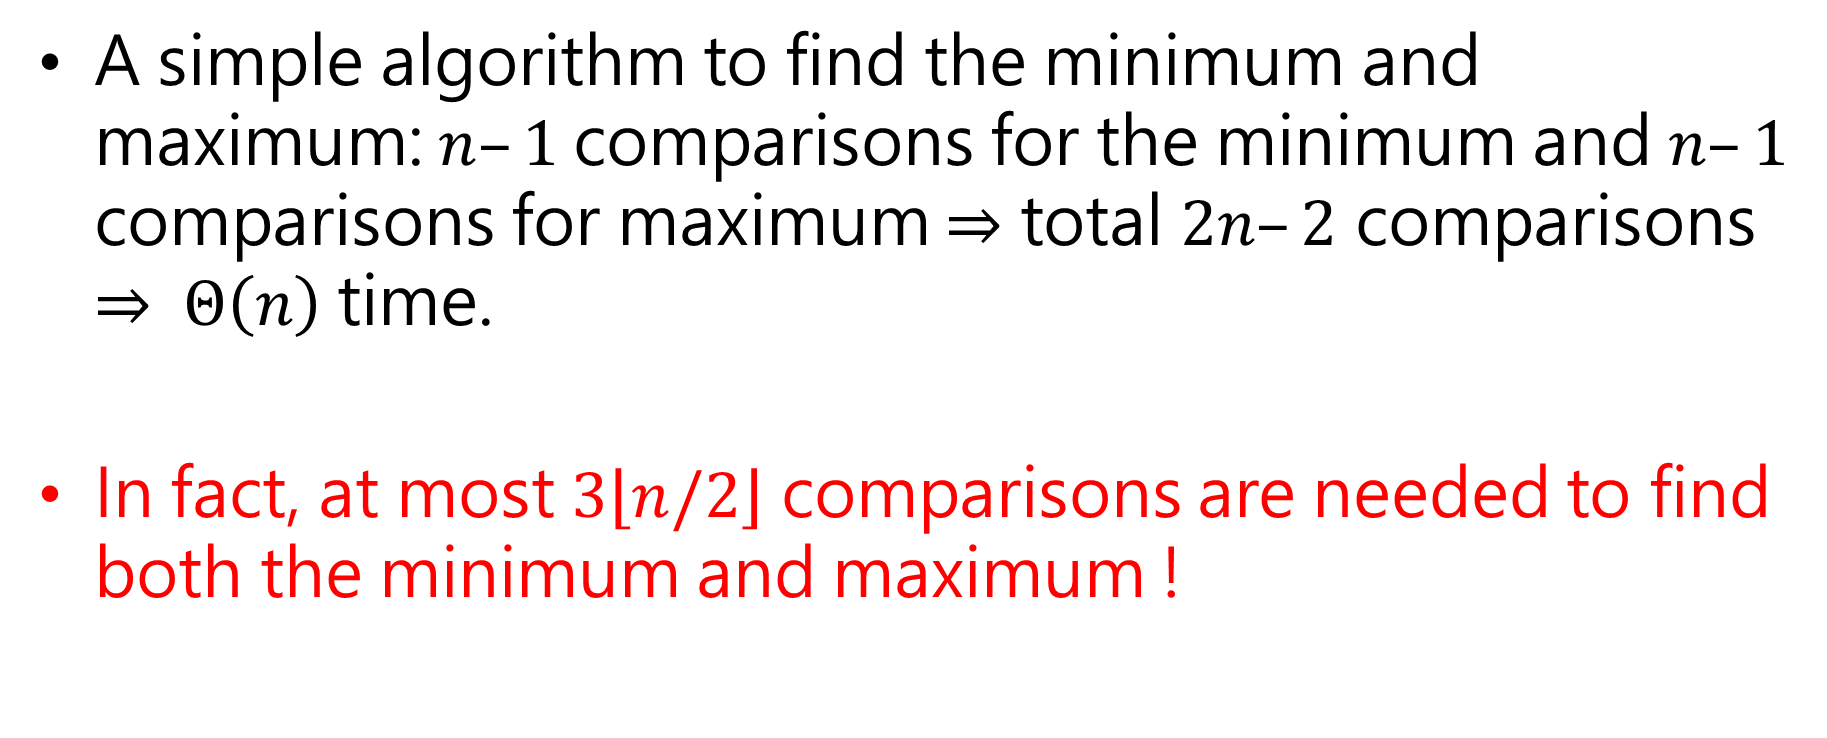 • A simple algorithm to find the minimum and
maximum: n– 1 comparisons for the minimum and n– 1
comparisons for maximum ⇒ total 2n– 2 comparisons
⇒ Θ(n) time.
• In fact, at most 3⌊n/2⌋ comparisons are needed to find
both the minimum and maximum !